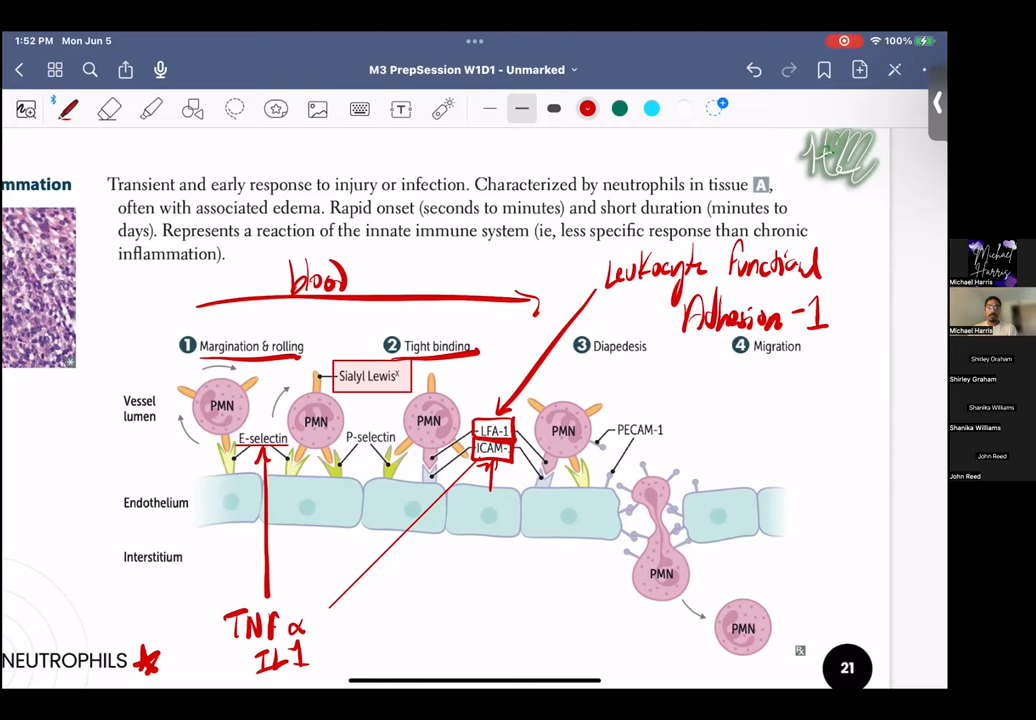 1:52 PM Mon Jun 5
100%
M3 PrepSession W1D1 - Unmarked
mmation
Transient and early response to injury or infection. Characterized by neutrophils in tissue A,
often with associated edema. Rapid onset (seconds to minutes) and short duration (minutes to
days). Represents a reaction of the innate immune system (ie, less specific response than chronic
inflammation).
blood
Leukocyte Functional
Adhesion -1
1 Margination & rolling
2 Tight binding
3 Diapedesis
4 Migration
Sialyl Lewisˣ
Vessel
lumen
PMN
PMN
PMN
PMN
E-selectin
P-selectin
LFA-1
ICAM-
PECAM-1
Endothelium
Interstitium
PMN
PMN
TNF α
IL1
NEUTROPHILS
21
Michael
Harris
Michael Harris
Shirley Graham
Shirley Graham
Shanika Williams
Shanika Williams
John Reed
John Reed